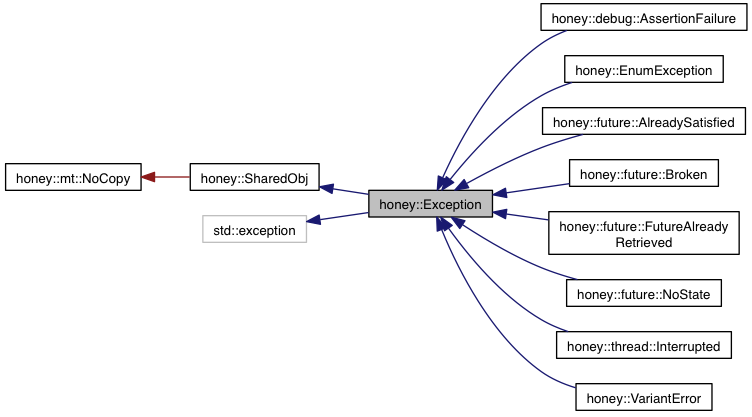 honey::debug::AssertionFailure
honey::EnumException
honey::future::AlreadySatisfied
honey::mt::NoCopy
honey::SharedObj
honey::future::Broken
honey::Exception
std::exception
honey::future::FutureAlready
Retrieved
honey::future::NoState
honey::thread::Interrupted
honey::VariantError